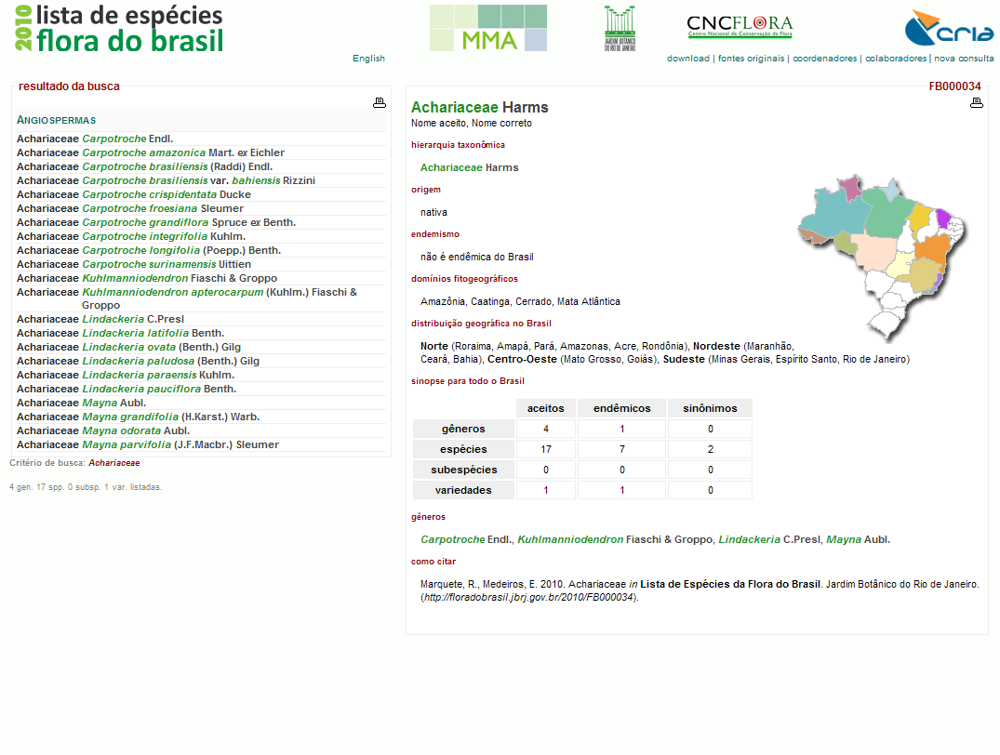 2010 lista de espécies
flora do brasil
MMA
JARDIM BOTÂNICO
DO RIO DE JANEIRO
CNCFLORA
Centro Nacional de Conservação da Flora
cria
English
download | fontes originais | coordenadores | colaboradores | nova consulta
resultado da busca
ANGIOSPERMAS
Achariaceae Carpotroche Endl.
Achariaceae Carpotroche amazonica Mart. ex Eichler
Achariaceae Carpotroche brasiliensis (Raddi) Endl.
Achariaceae Carpotroche brasiliensis var. bahiensis Rizzini
Achariaceae Carpotroche crispidentata Ducke
Achariaceae Carpotroche froesiana Sleumer
Achariaceae Carpotroche grandiflora Spruce ex Benth.
Achariaceae Carpotroche integrifolia Kuhlm.
Achariaceae Carpotroche longifolia (Poepp.) Benth.
Achariaceae Carpotroche surinamensis Uittien
Achariaceae Kuhlmanniodendron Fiaschi & Groppo
Achariaceae Kuhlmanniodendron apterocarpum (Kuhlm.) Fiaschi &
Groppo
Achariaceae Lindackeria C.Presl
Achariaceae Lindackeria latifolia Benth.
Achariaceae Lindackeria ovata (Benth.) Gilg
Achariaceae Lindackeria paludosa (Benth.) Gilg
Achariaceae Lindackeria paraensis Kuhlm.
Achariaceae Lindackeria pauciflora Benth.
Achariaceae Mayna Aubl.
Achariaceae Mayna grandifolia (H.Karst.) Warb.
Achariaceae Mayna odorata Aubl.
Achariaceae Mayna parvifolia (J.F.Macbr.) Sleumer
Critério de busca: Achariaceae
4 gen. 17 spp. 0 subsp. 1 var. listadas.
FB000034
Achariaceae Harms
Nome aceito, Nome correto
hierarquia taxonômica
Achariaceae Harms
origem
nativa
endemismo
não é endêmica do Brasil
domínios fitogeográficos
Amazônia, Caatinga, Cerrado, Mata Atlântica
distribuição geográfica no Brasil
Norte (Roraima, Amapá, Pará, Amazonas, Acre, Rondônia), Nordeste (Maranhão,
Ceará, Bahia), Centro-Oeste (Mato Grosso, Goiás), Sudeste (Minas Gerais, Espírito Santo, Rio de Janeiro)
sinopse para todo o Brasil
aceitos endêmicos sinônimos
gêneros 4 1 0
espécies 17 7 2
subespécies 0 0 0
variedades 1 1 0
gêneros
Carpotroche Endl., Kuhlmanniodendron Fiaschi & Groppo, Lindackeria C.Presl, Mayna Aubl.
como citar
Marquete, R., Medeiros, E. 2010. Achariaceae in Lista de Espécies da Flora do Brasil. Jardim Botânico do Rio de Janeiro.
(http://floradobrasil.jbrj.gov.br/2010/FB000034).